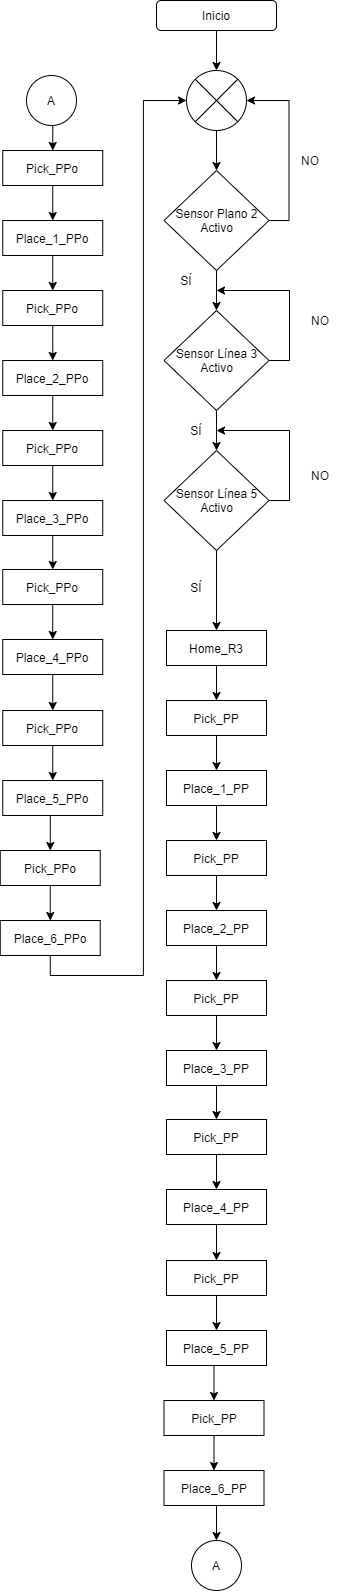 Inicio
Sensor Plano 2
Activo
NO
SÍ
Sensor Línea 3
Activo
NO
SÍ
Sensor Línea 5
Activo
NO
SÍ
Home_R3
Pick_PP
Place_1_PP
Pick_PP
Place_2_PP
Pick_PP
Place_3_PP
Pick_PP
Place_4_PP
Pick_PP
Place_5_PP
Pick_PP
Place_6_PP
A
A
Pick_PPo
Place_1_PPo
Pick_PPo
Place_2_PPo
Pick_PPo
Place_3_PPo
Pick_PPo
Place_4_PPo
Pick_PPo
Place_5_PPo
Pick_PPo
Place_6_PPo